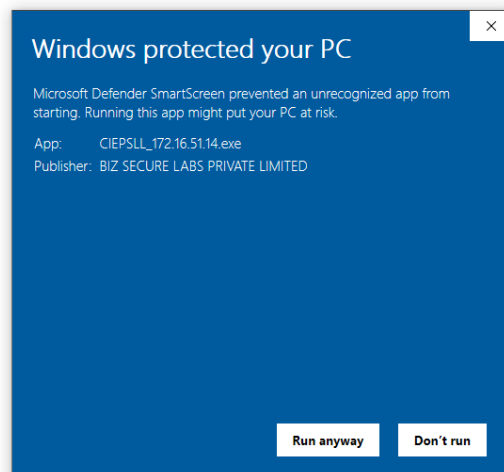 Windows protected your PC
Microsoft Defender SmartScreen prevented an unrecognized app from
starting. Running this app might put your PC at risk.
App: CIEPSLL_172.16.51.14.exe
Publisher: BIZ SECURE LABS PRIVATE LIMITED
Run anyway Don't run